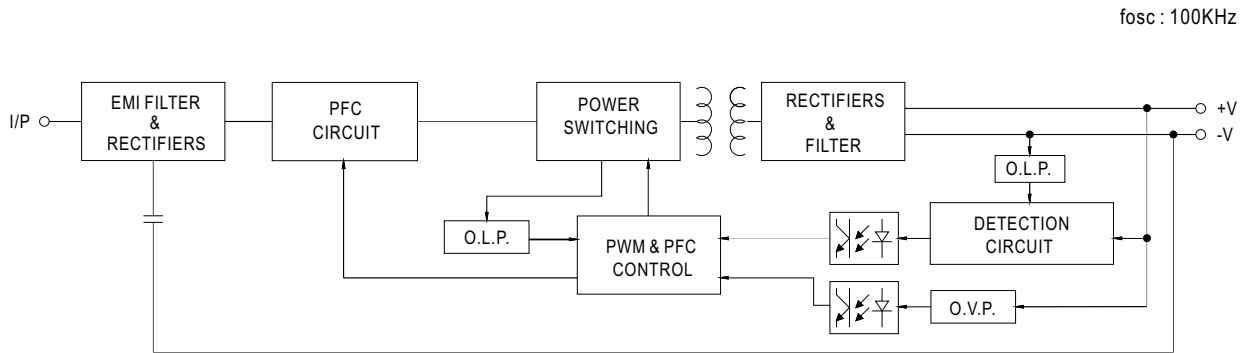 fosc : 100KHz
I/P
EMI FILTER
&
RECTIFIERS
PFC
CIRCUIT
POWER
SWITCHING
RECTIFIERS
&
FILTER
+V
-V
O.L.P.
O.L.P.
PWM & PFC
CONTROL
DETECTION
CIRCUIT
O.V.P.